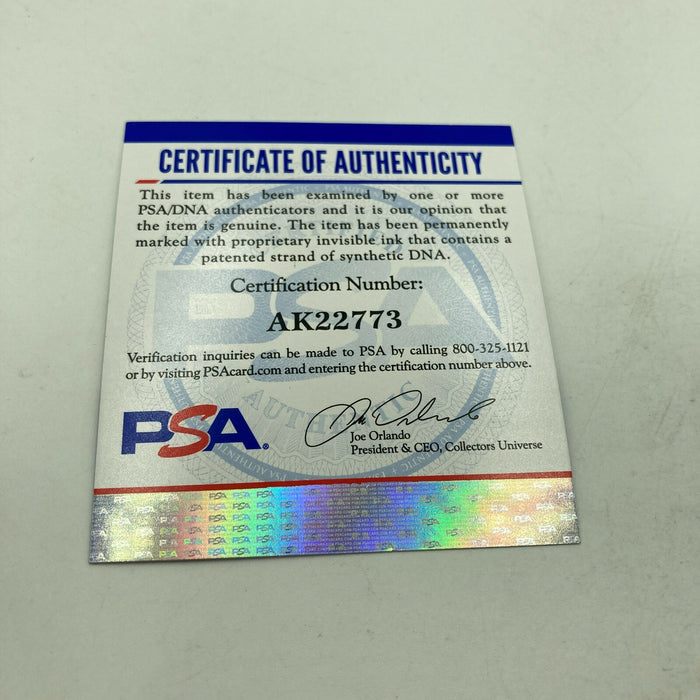 CERTIFICATE OF AUTHENTICITY
This item has been examined by one or more
PSA/DNA authenticators and it is our opinion that
the item is genuine. The item has been permanently
marked with proprietary invisible ink that contains a
patented strand of synthetic DNA.
Certification Number:
AK22773
Verification inquiries can be made to PSA by calling 800-325-1121
or by visiting PSAcard.com and entering the certification number above.
PSA®
Joe Orlando
President & CEO, Collectors Universe